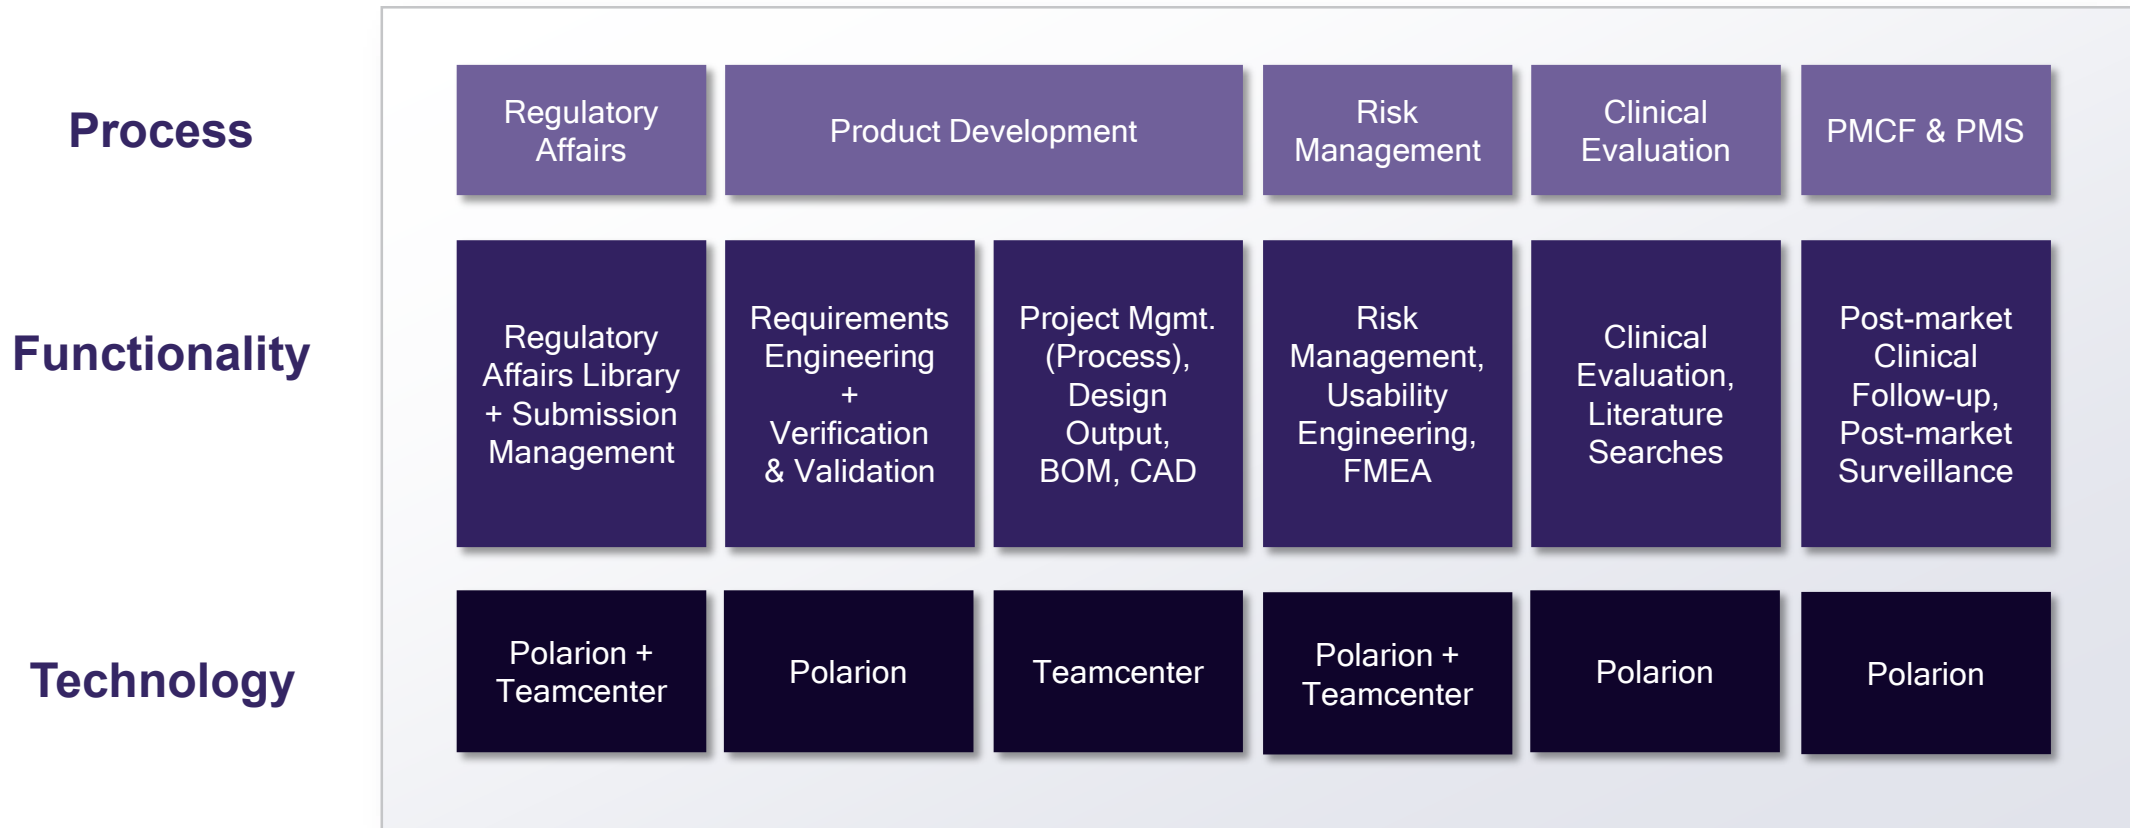 Process
Regulatory
Affairs
Product Development
Risk
Management
Clinical
Evaluation
PMCF & PMS
Functionality
Regulatory
Affairs Library
+ Submission
Management
Requirements
Engineering
+
Verification
& Validation
Project Mgmt.
(Process),
Design
Output,
BOM, CAD
Risk
Management,
Usability
Engineering,
FMEA
Clinical
Evaluation,
Literature
Searches
Post-market
Clinical
Follow-up,
Post-market
Surveillance
Technology
Polarion +
Teamcenter
Polarion
Teamcenter
Polarion +
Teamcenter
Polarion
Polarion